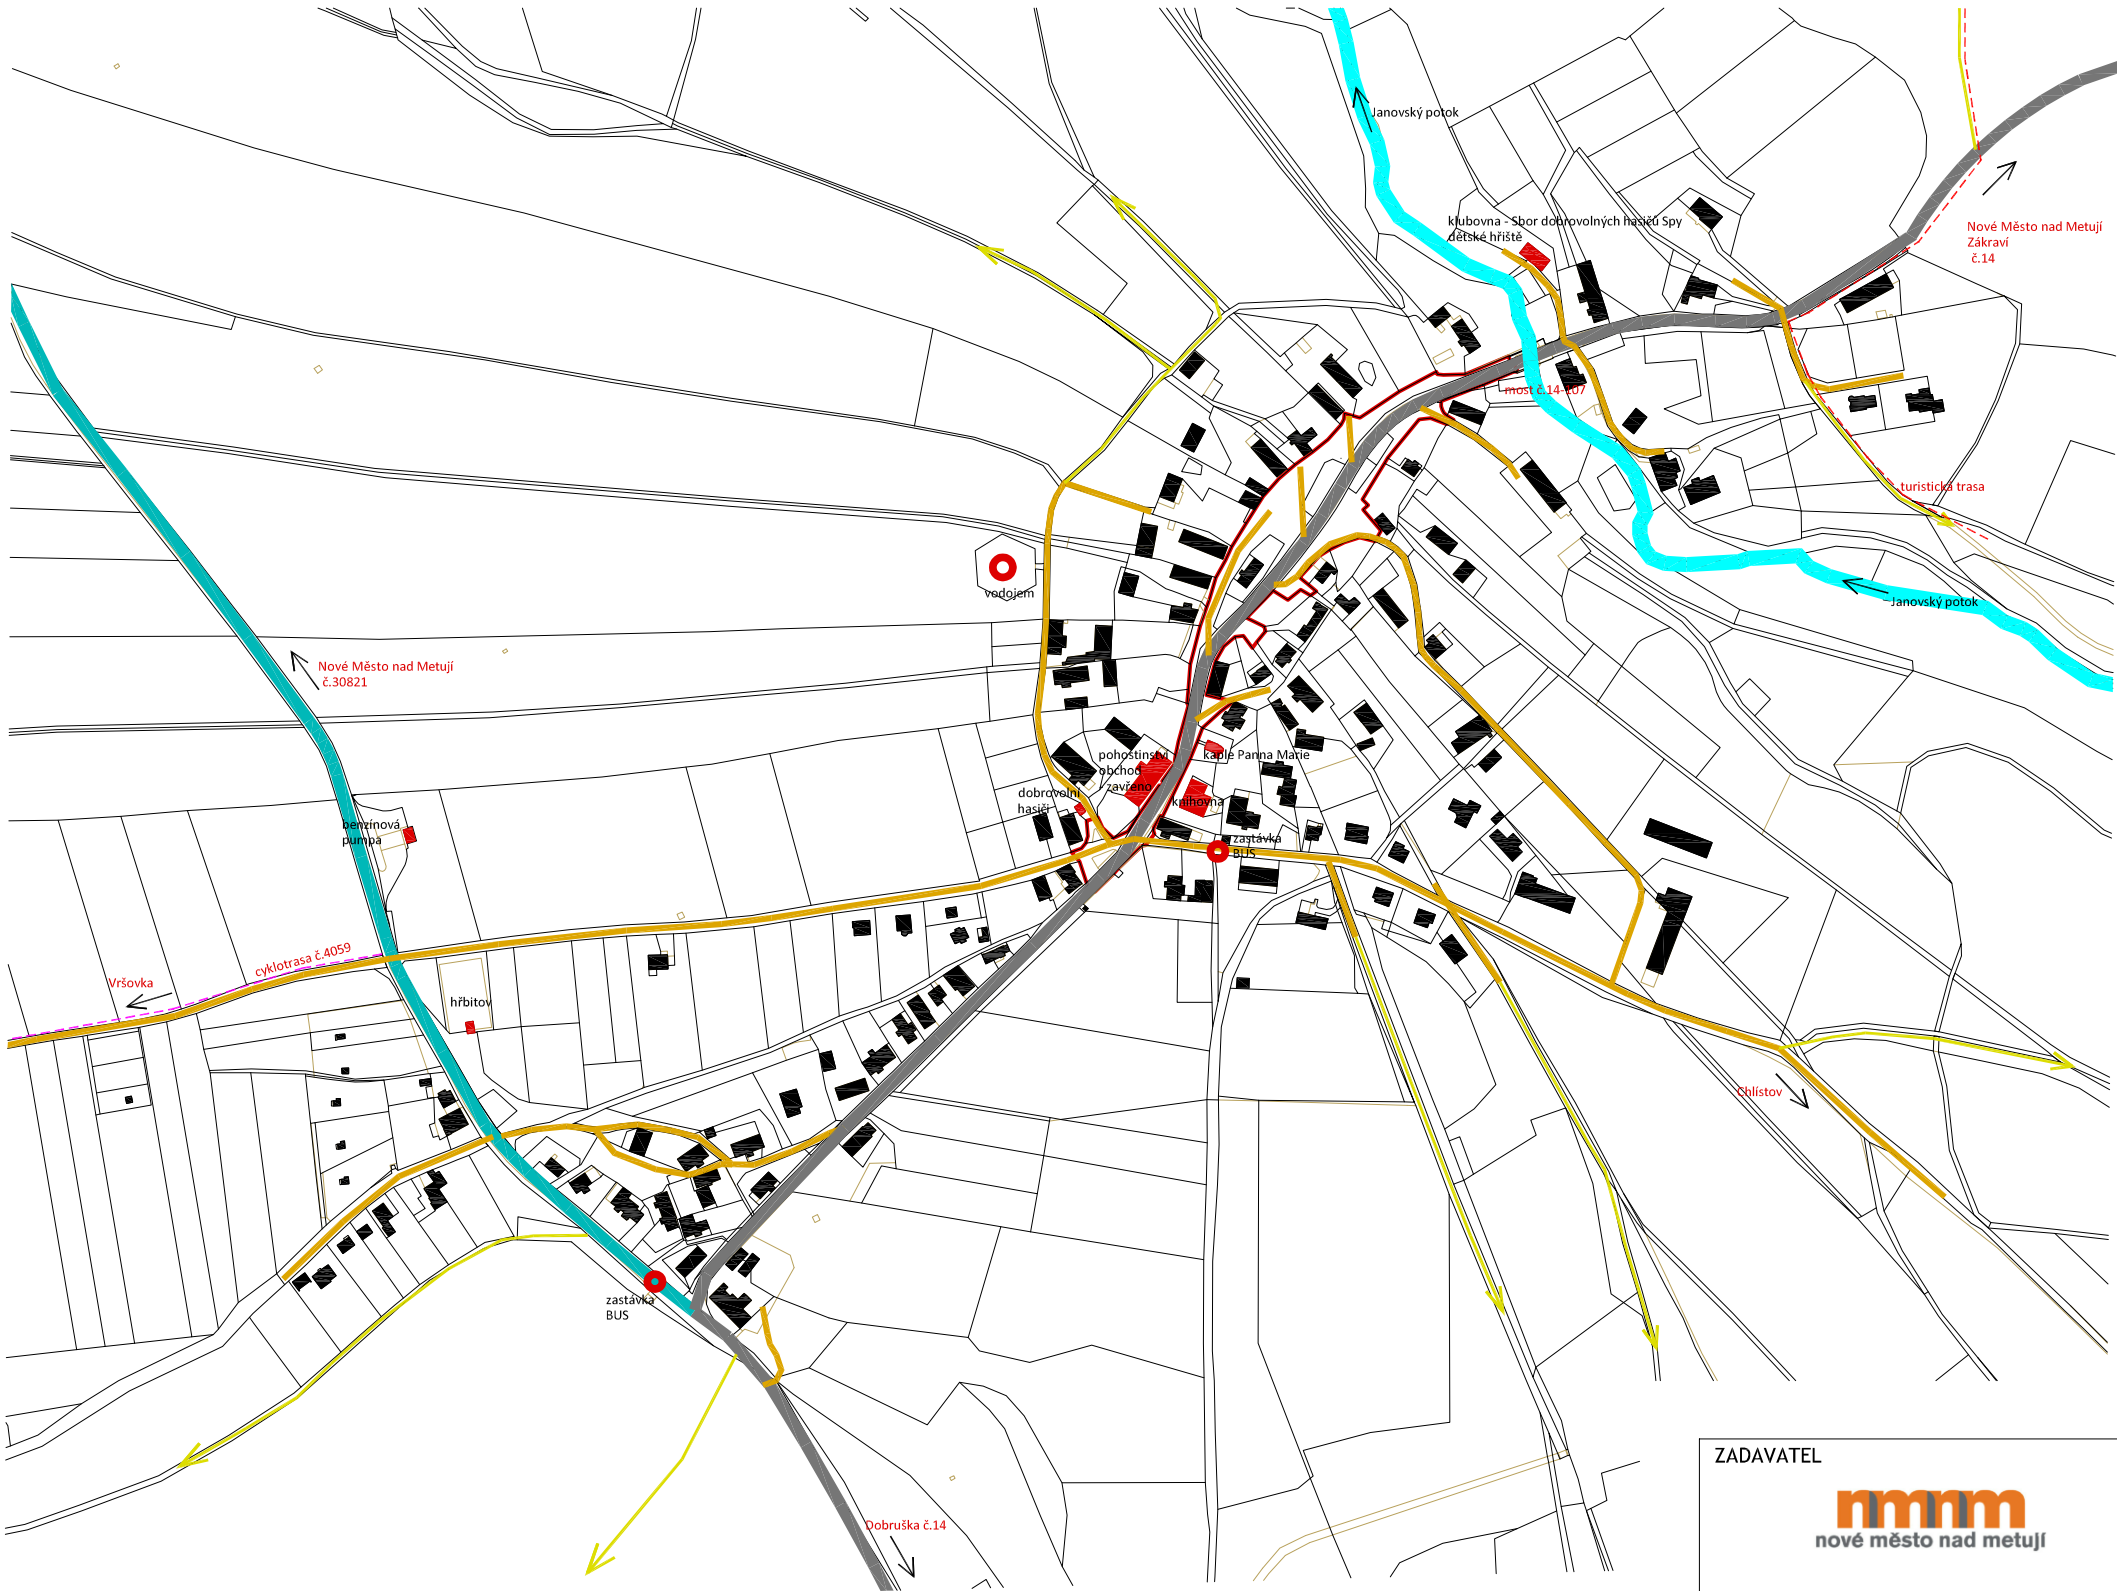 Janovský potok
klubovna - Sbor dobrovolných hasičů Spy
dětské hřiště
Nové Město nad Metují
Zákraví
č.14
most č.14-107
turistická trasa
vodojem
Janovský potok
Nové Město nad Metují
č.30821
pohostinství
obchod
zavřeno
kaple Panna Marie
dobrovolní
hasiči
knihovna
benzínová
pumpa
zastávka
BUS
cyklotrasa č.4059
Vršovka
hřbitov
Chlístov
zastávka
BUS
Dobruška č.14
ZADAVATEL
nmnm
nové město nad metují